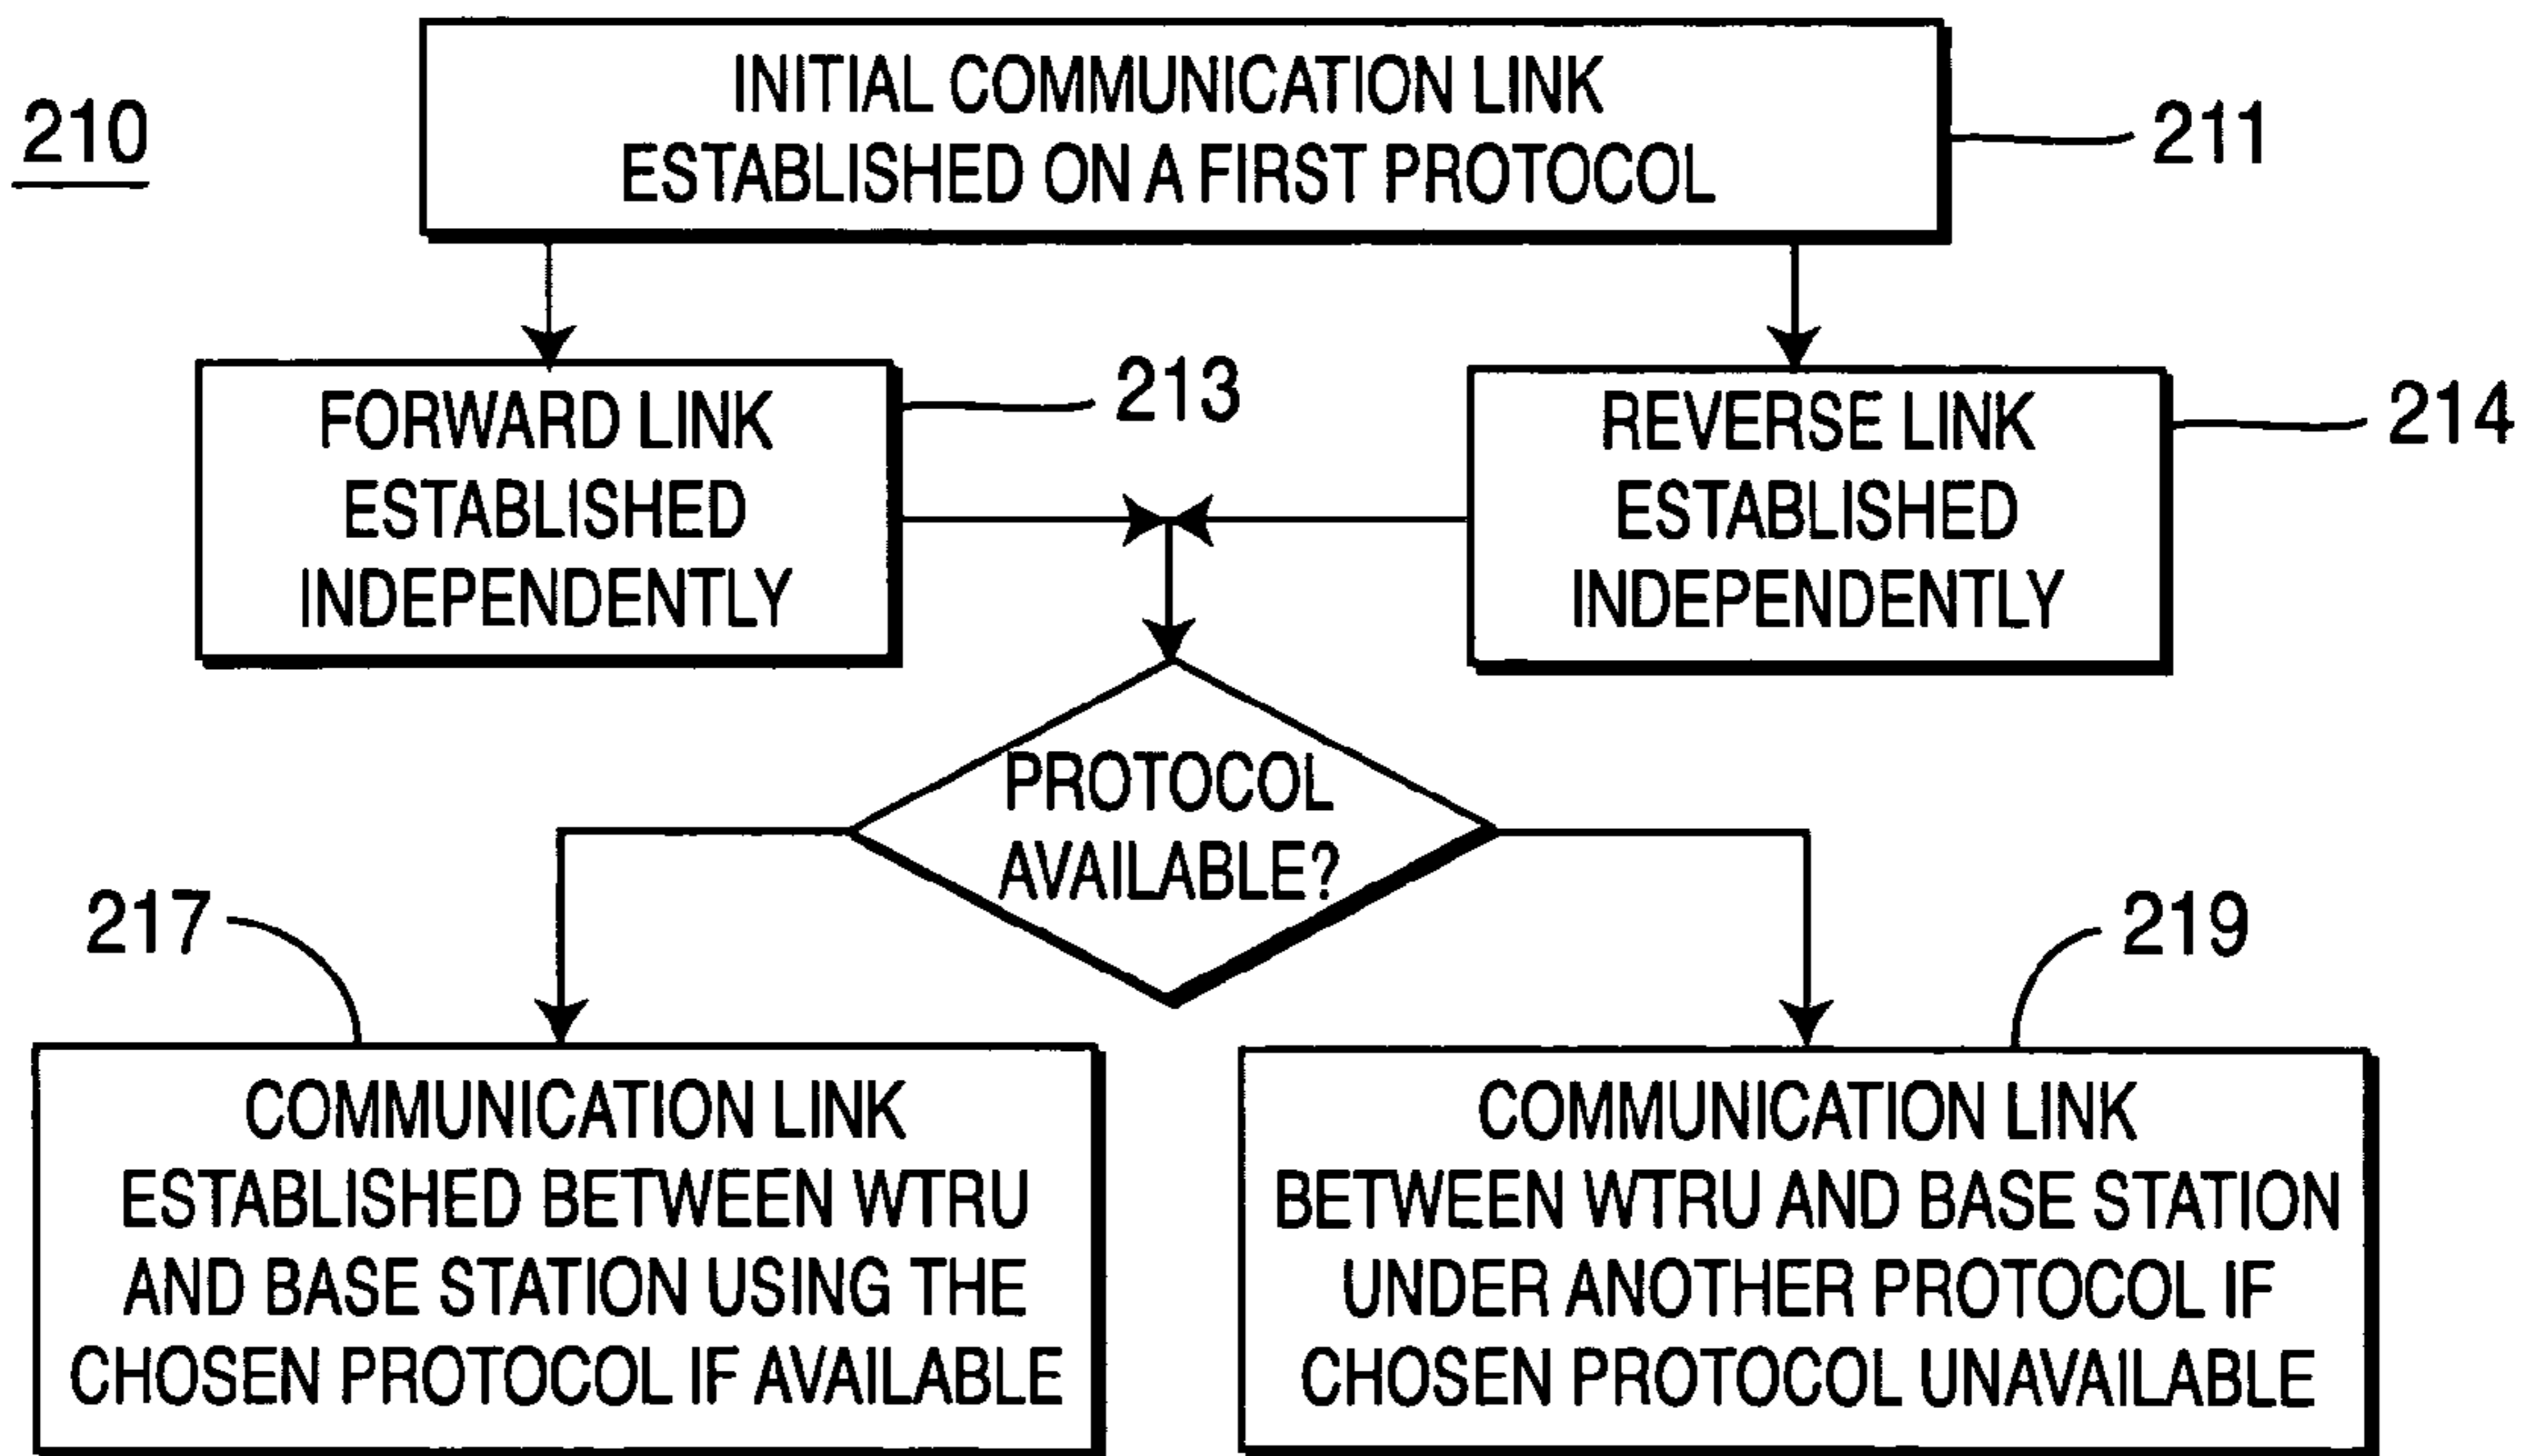 210
INITIAL COMMUNICATION LINK
ESTABLISHED ON A FIRST PROTOCOL
211
FORWARD LINK
ESTABLISHED
INDEPENDENTLY
213
REVERSE LINK
ESTABLISHED
INDEPENDENTLY
214
PROTOCOL
AVAILABLE?
217
COMMUNICATION LINK
ESTABLISHED BETWEEN WTRU
AND BASE STATION USING THE
CHOSEN PROTOCOL IF AVAILABLE
219
COMMUNICATION LINK
BETWEEN WTRU AND BASE STATION
UNDER ANOTHER PROTOCOL IF
CHOSEN PROTOCOL UNAVAILABLE